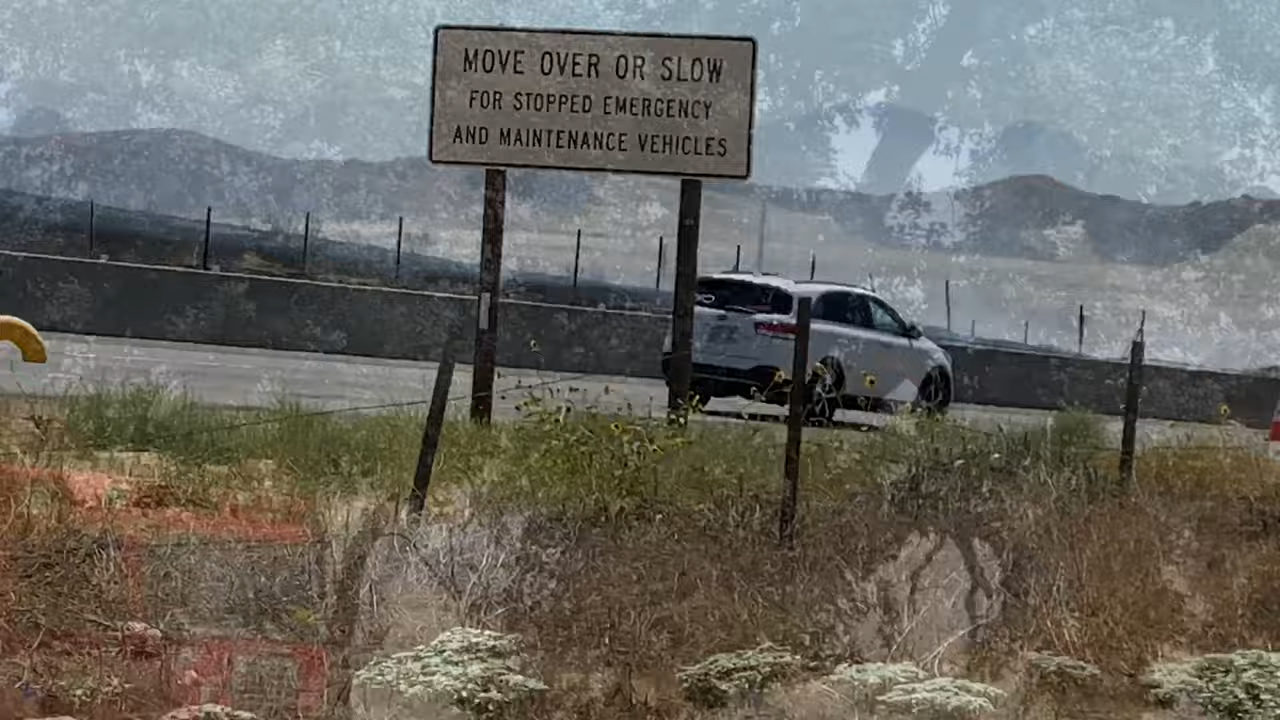 MOVE OVER OR SLOW
FOR STOPPED EMERGENCY
AND MAINTENANCE VEHICLES